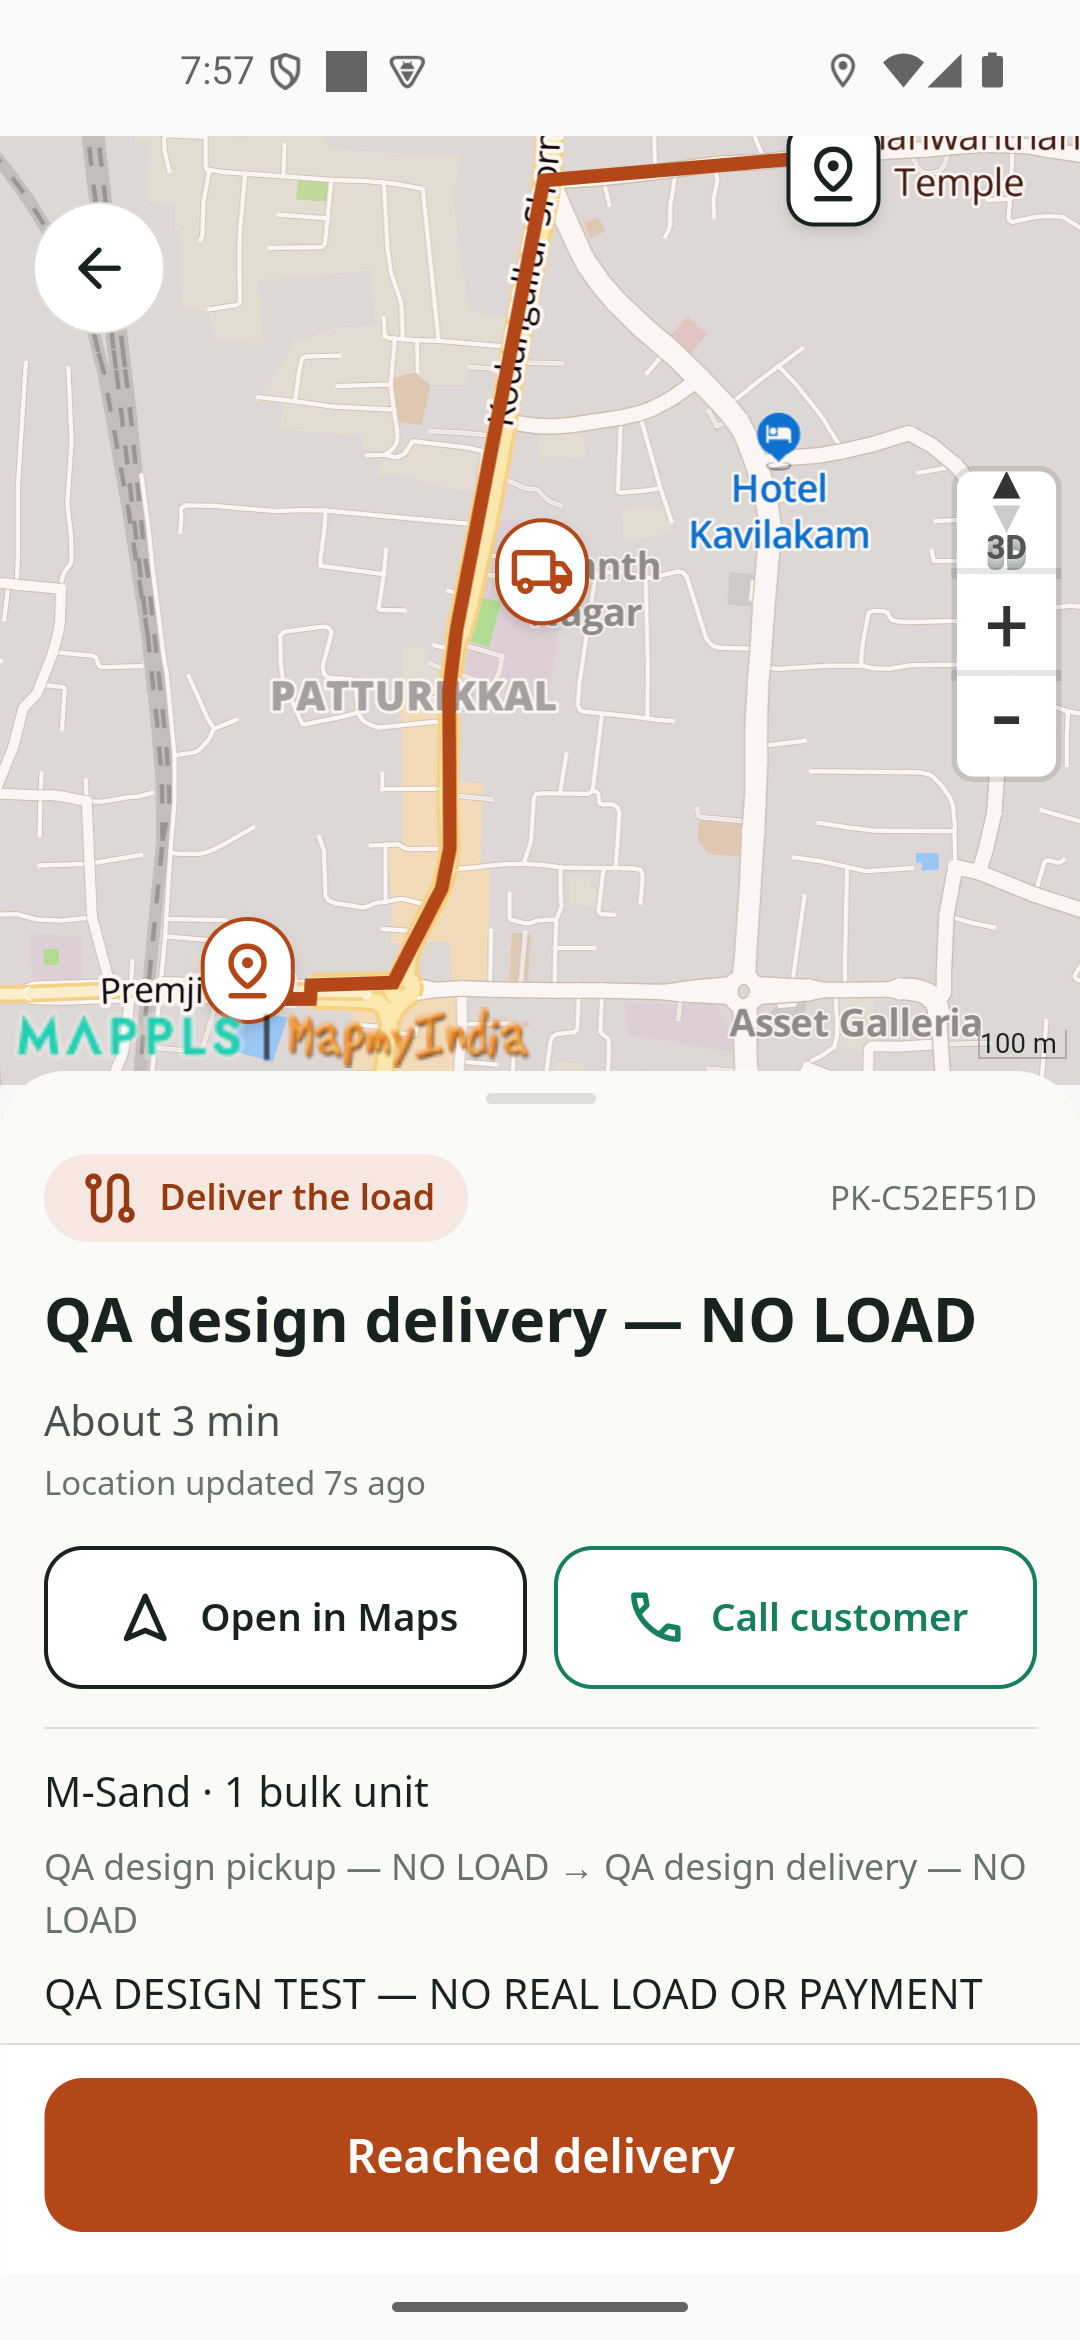 7:57
Temple
Hotel
Kavilakam
3D
PATTURIKKAL
Premji
MAPPLS | MapmyIndia
Asset Galleria
100 m
Deliver the load
PK-C52EF51D
QA design delivery — NO LOAD
About 3 min
Location updated 7s ago
Open in Maps
Call customer
M-Sand · 1 bulk unit
QA design pickup — NO LOAD → QA design delivery — NO
LOAD
QA DESIGN TEST — NO REAL LOAD OR PAYMENT
Reached delivery